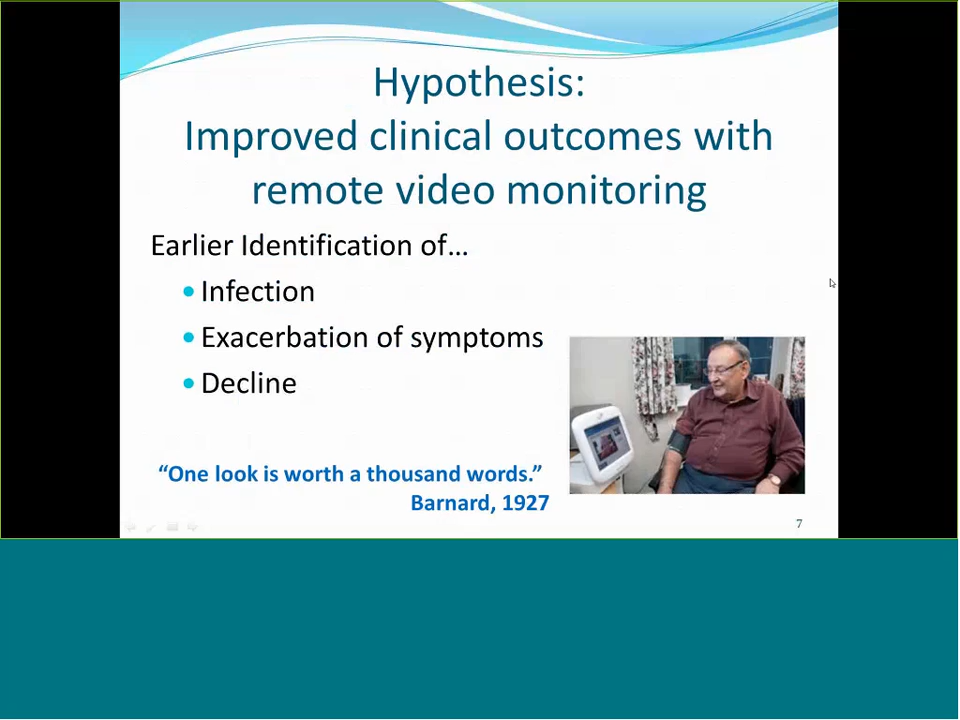 Hypothesis:
Improved clinical outcomes with
remote video monitoring
Earlier Identification of…
• Infection
• Exacerbation of symptoms
• Decline
“One look is worth a thousand words.”
Barnard, 1927
7